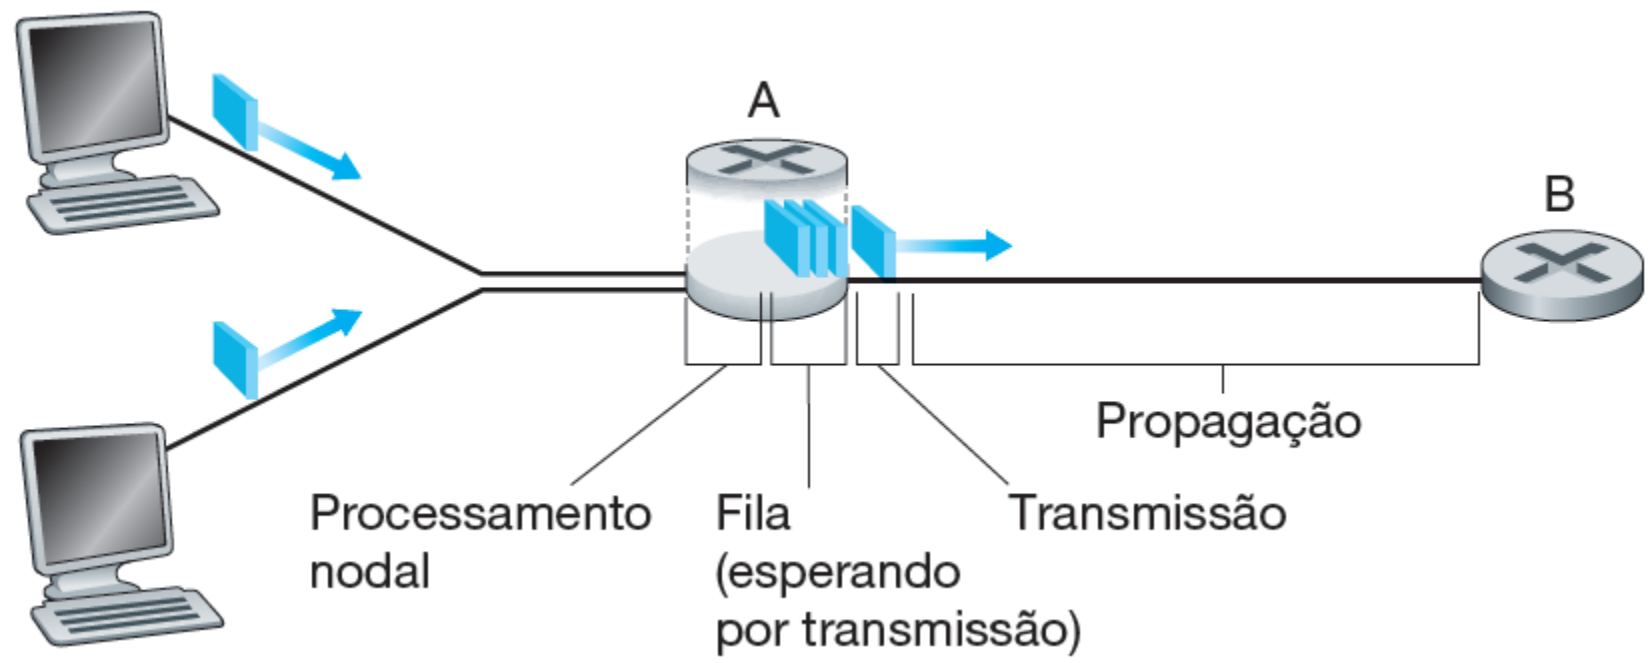 A
B
Propagação
Processamento
nodal
Fila
(esperando
por transmissão)
Transmissão